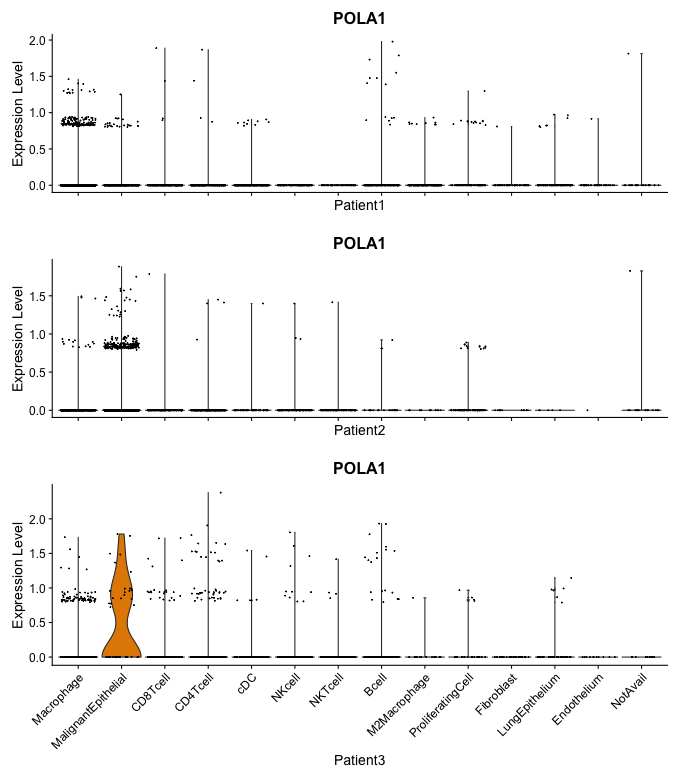 POLA1
Expression Level
2.0
1.5
1.0
0.5
0.0
Patient1
POLA1
Expression Level
1.5
1.0
0.5
0.0
Patient2
POLA1
Expression Level
2.0
1.5
1.0
0.5
0.0
Macrophage
MalignantEpithelial
CD8Tcell
CD4Tcell
cDC
NKcell
NKTcell
Bcell
M2Macrophage
ProliferatingCell
Fibroblast
LungEpithelium
Endothelium
NotAvail
Patient3